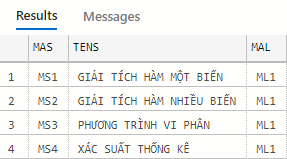 Results Messages
MAS TENS MAL
1 MS1 GIẢI TÍCH HÀM MỘT BIẾN ML1
2 MS2 GIẢI TÍCH HÀM NHIỀU BIẾN ML1
3 MS3 PHƯƠNG TRÌNH VI PHÂN ML1
4 MS4 XÁC SUẤT THỐNG KÊ ML1